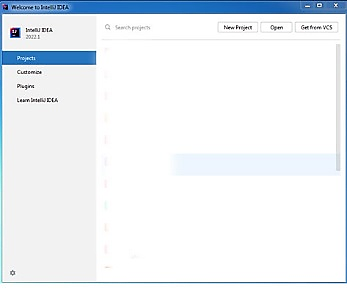 Welcome to IntelliJ IDEA
IntelliJ IDEA
2022.1
Search projects
New Project
Open
Get from VCS
Projects
Customize
Plugins
Learn IntelliJ IDEA